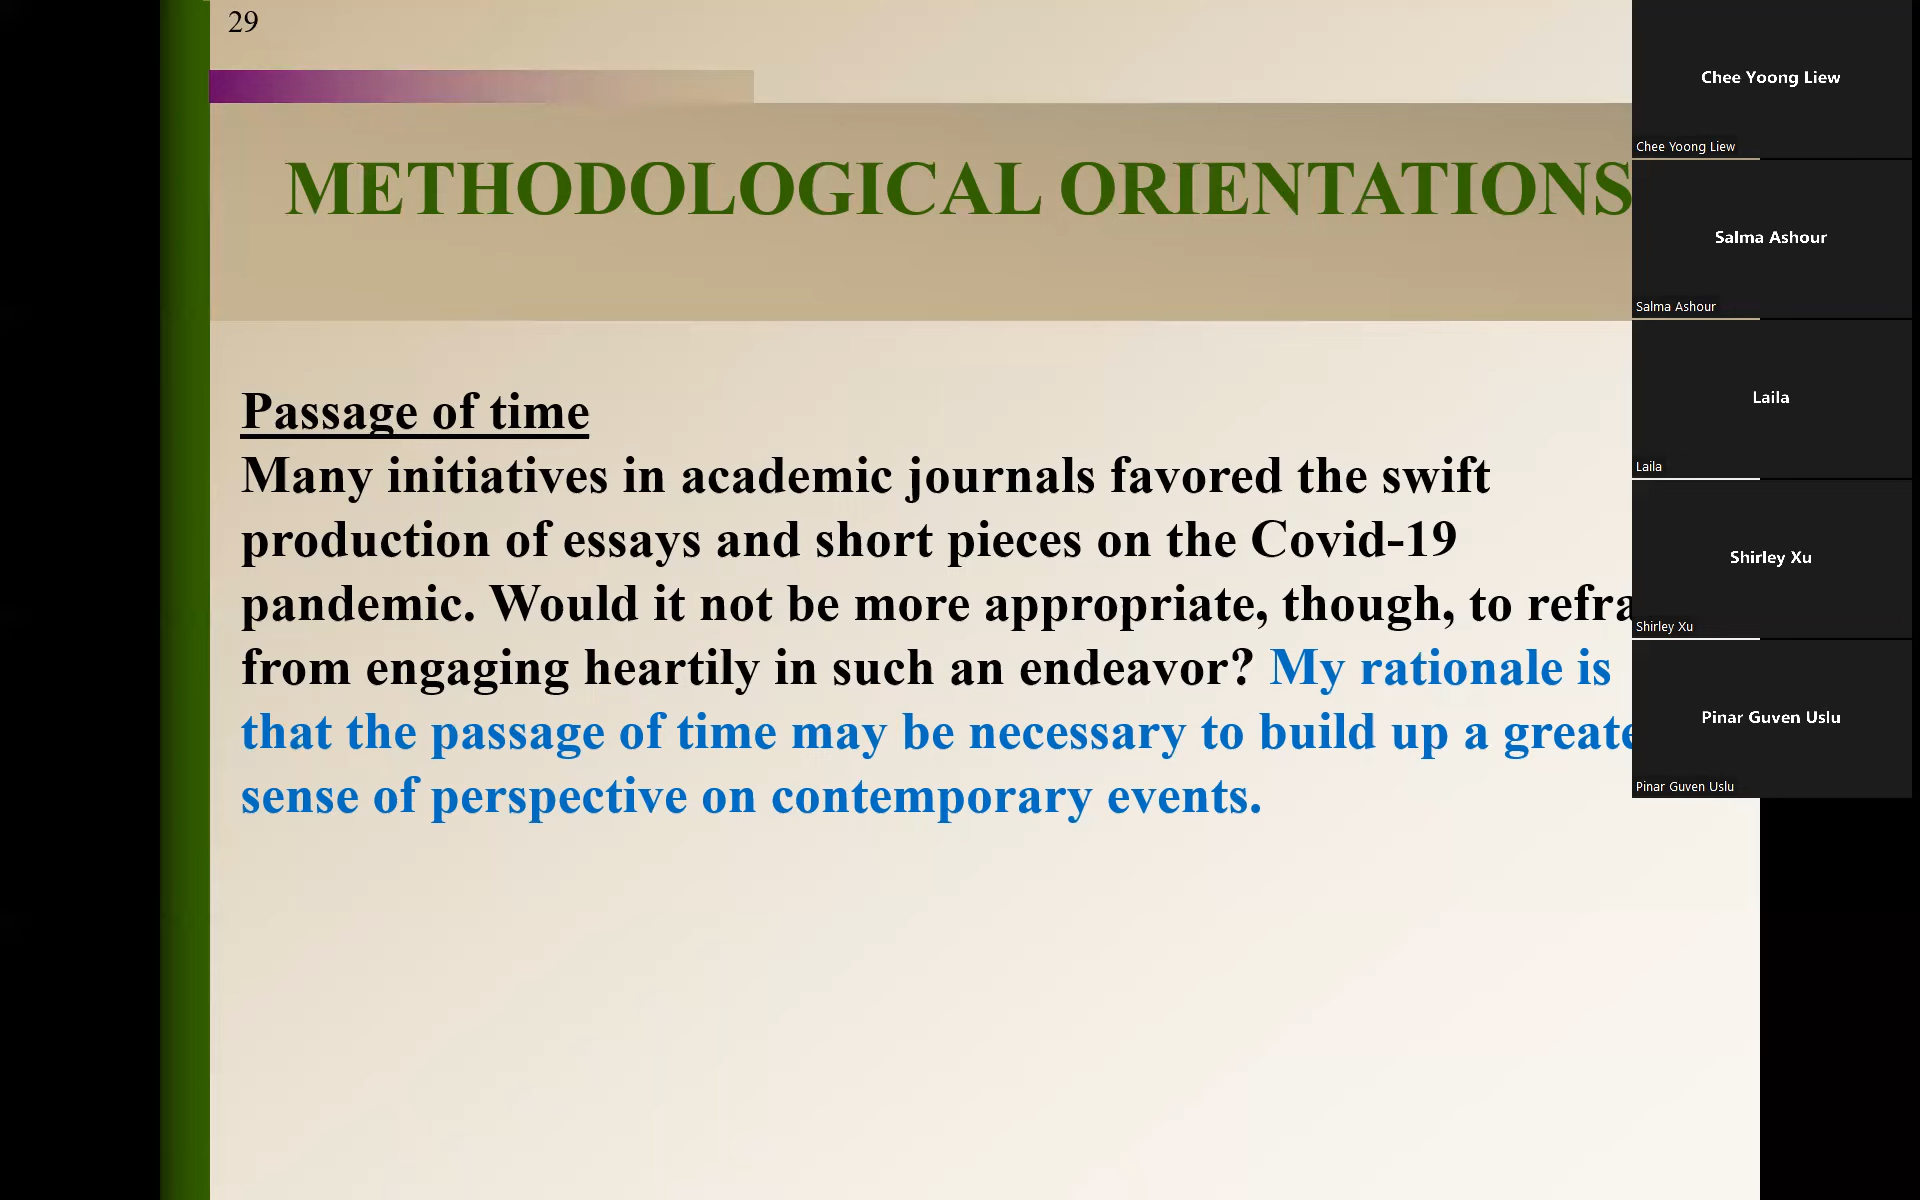 29
METHODOLOGICAL ORIENTATIONS
Passage of time
Many initiatives in academic journals favored the swift
production of essays and short pieces on the Covid-19
pandemic. Would it not be more appropriate, though, to
from engaging heartily in such an endeavor? My rationale is
that the passage of time may be necessary to build up a
sense of perspective on contemporary events.
Chee Yoong Liew
Chee Yoong Liew
Salma Ashour
Salma Ashour
Laila
Laila
Shirley Xu
Shirley Xu
Pinar Guven Uslu
Pinar Guven Uslu